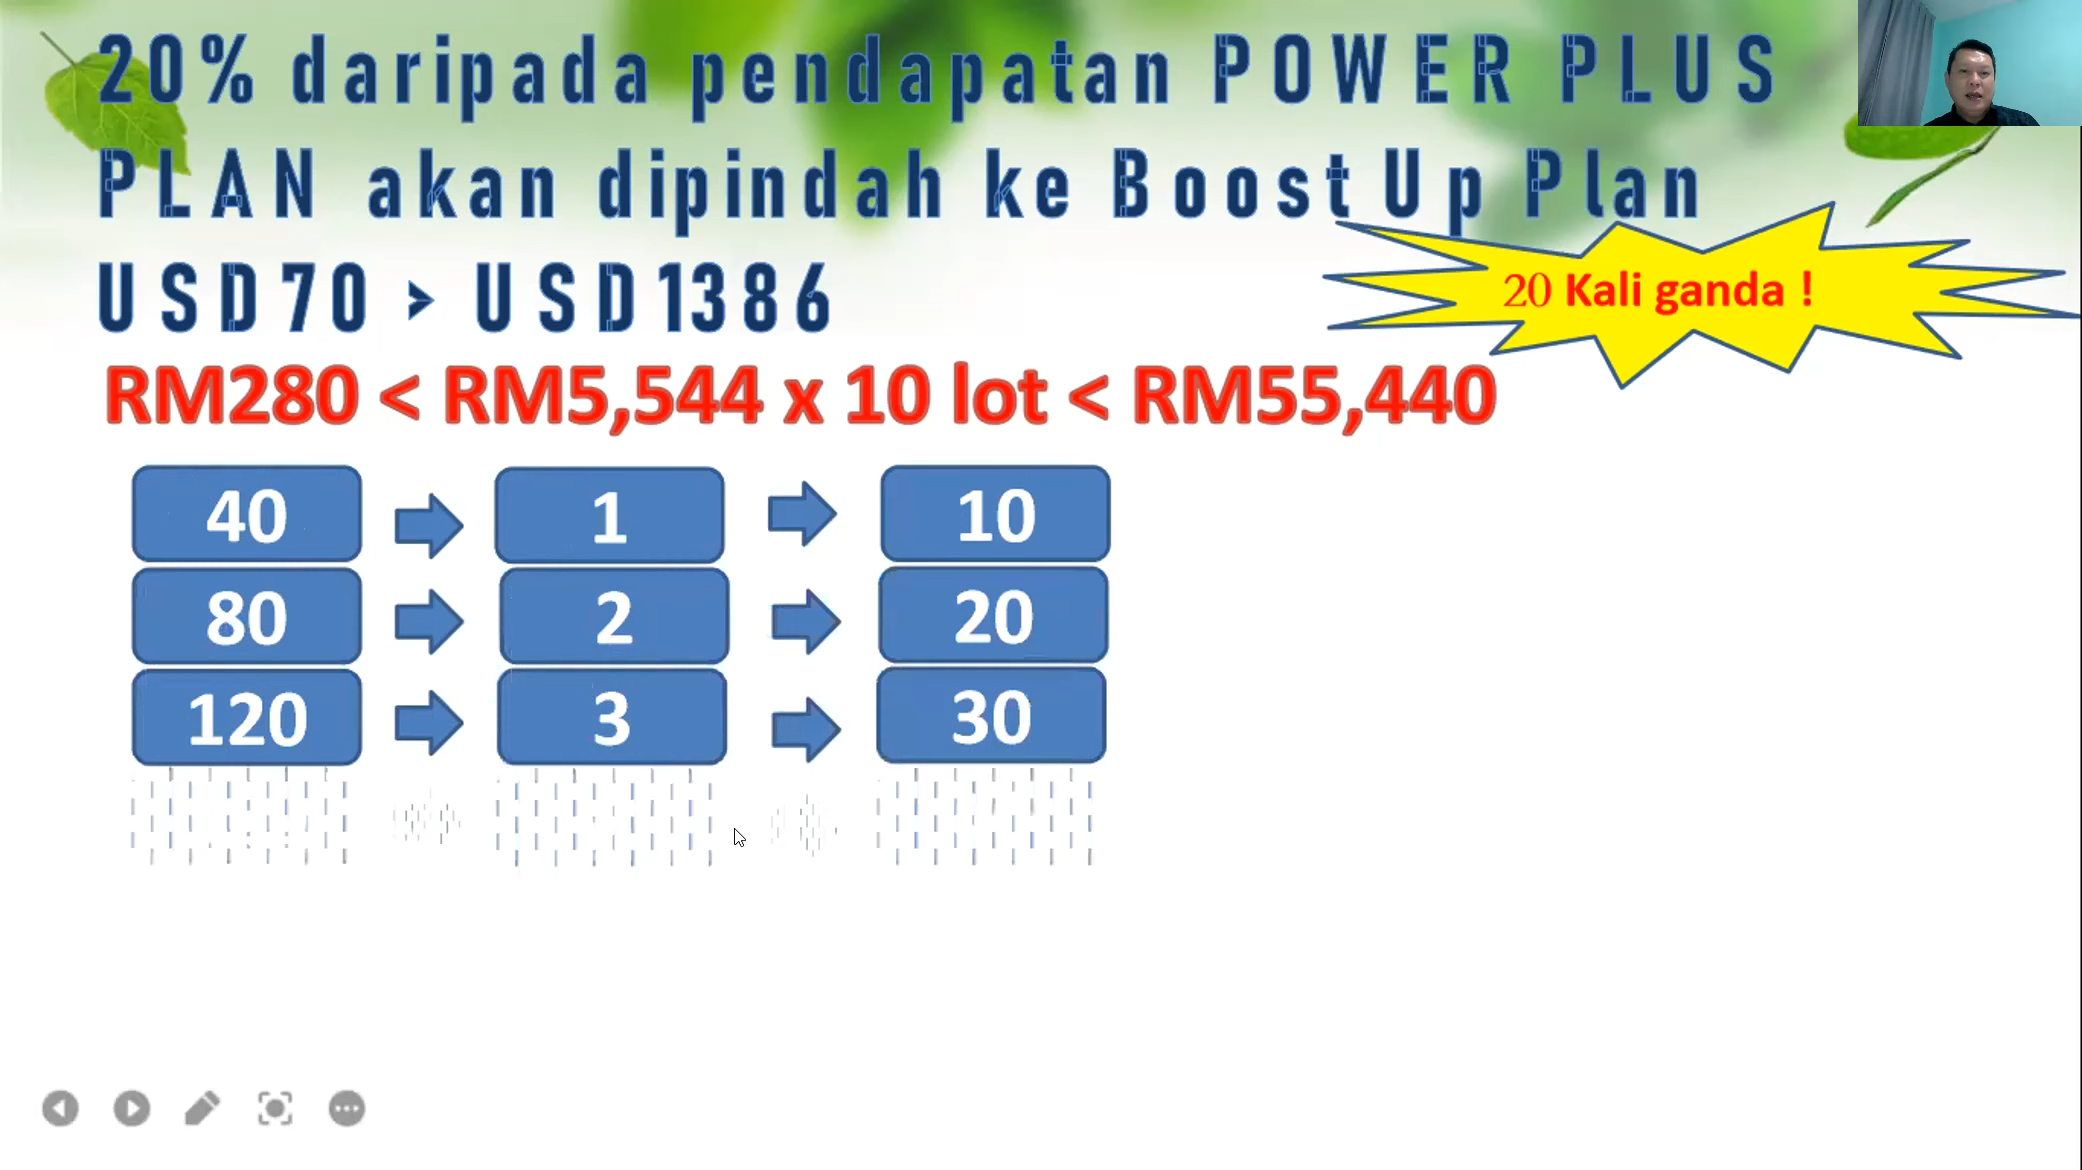 20% daripada pendapatan POWER PLUS
PLAN akan dipindah ke Boost Up Plan
USD70 > USD1386
20 Kali ganda !
RM280 < RM5,544 x 10 lot < RM55,440
40 1 10
80 2 20
120 3 30